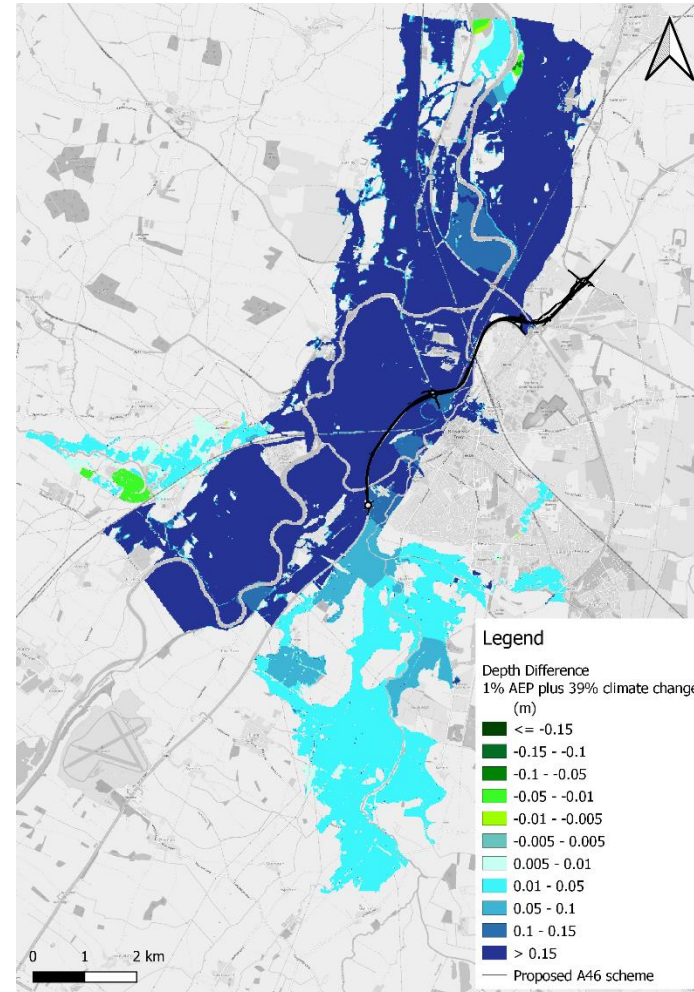 Legend
Depth Difference
1% AEP plus 39% climate change
(m)
<= -0.15
-0.15 - -0.1
-0.1 - -0.05
-0.05 - -0.01
-0.01 - -0.005
-0.005 - 0.005
0.005 - 0.01
0.01 - 0.05
0.05 - 0.1
0.1 - 0.15
> 0.15
Proposed A46 scheme
0 1 2 km